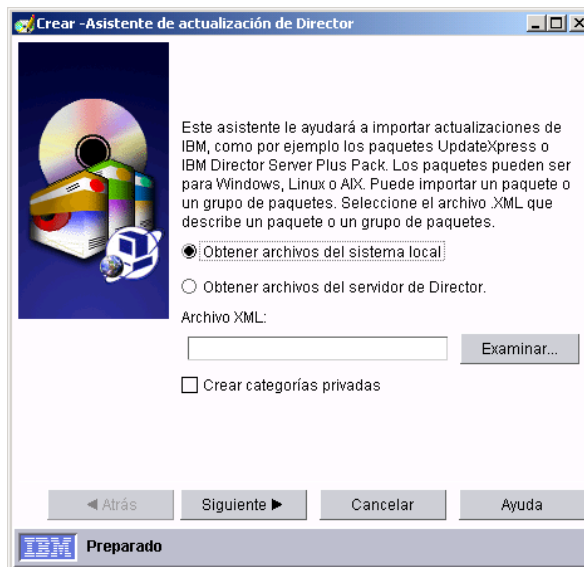 Crear -Asistente de actualización de Director
Este asistente le ayudará a importar actualizaciones de
IBM, como por ejemplo los paquetes UpdateXpress o
IBM Director Server Plus Pack. Los paquetes pueden ser
para Windows, Linux o AIX. Puede importar un paquete o
un grupo de paquetes. Seleccione el archivo .XML que
describe un paquete o un grupo de paquetes.
Obtener archivos del sistema local
Obtener archivos del servidor de Director.
Archivo XML:
Examinar...
Crear categorías privadas
Atrás
Siguiente
Cancelar
Ayuda
IBM
Preparado